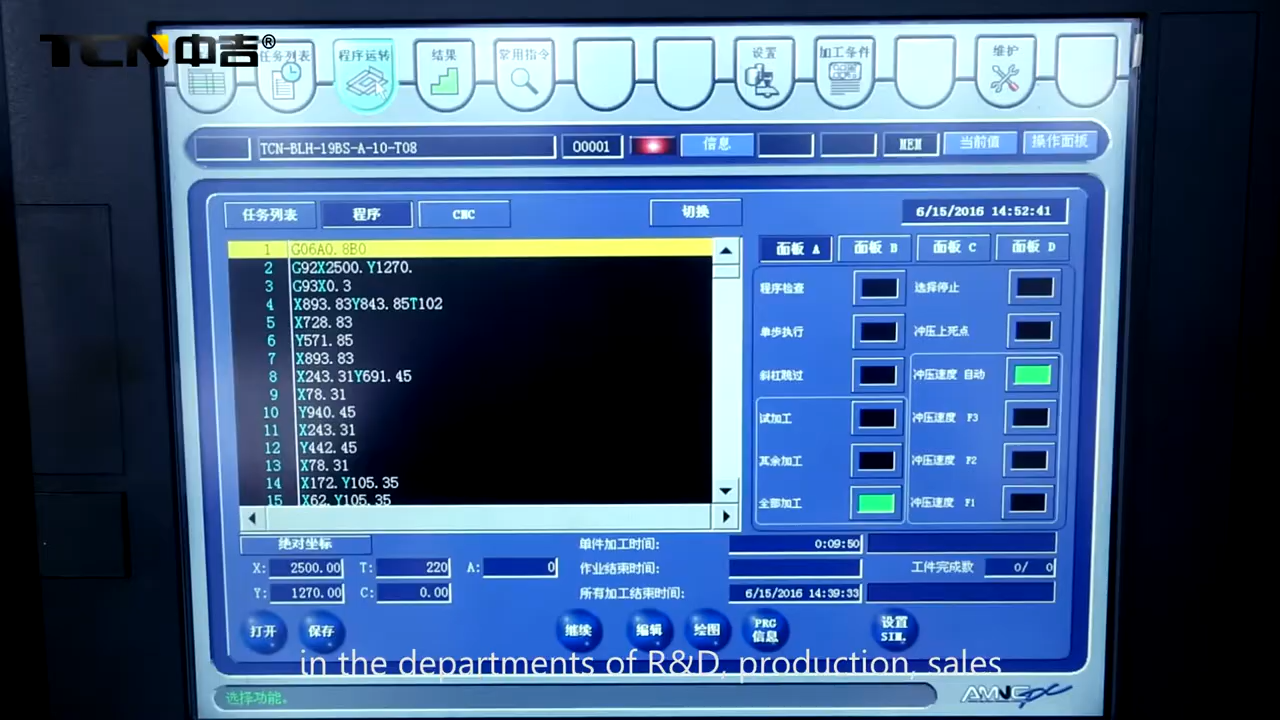 TCN 中吉®
任务列表
程序运转
结果
常用指令
设置
加工条件
维护
TCN-BLH-19BS-A-10-T08
O0001
信息
MEM
当前值
操作面板
任务列表
程序
CNC
切换
6/15/2016 14:52:41
1 G06A0.8B0
2 G92X2500.Y1270.
3 G93X0.3
4 X893.83Y843.85T102
5 X728.83
6 Y571.85
7 X893.83
8 X243.31Y691.45
9 X78.31
10 Y940.45
11 X243.31
12 Y442.45
13 X78.31
14 X172.Y105.35
15 X62.Y105.35
面板 A
面板 B
面板 C
面板 D
程序检查
选择停止
单步执行
冲压上死点
斜杠跳过
冲压速度 自动
试加工
冲压速度 F3
其余加工
冲压速度 F2
全部加工
冲压速度 F1
绝对坐标
X: 2500.00 T: 220 A: 0
Y: 1270.00 C: 0.00
单件加工时间: 0:09:50
作业结束时间:
工件完成数 0/ 0
所有加工结束时间: 6/15/2016 14:39:33
打开
保存
继续
编辑
绘图
PRG
信息
设置
SIM.
in the departments of R&D, production, sales
选择功能。
AMNC